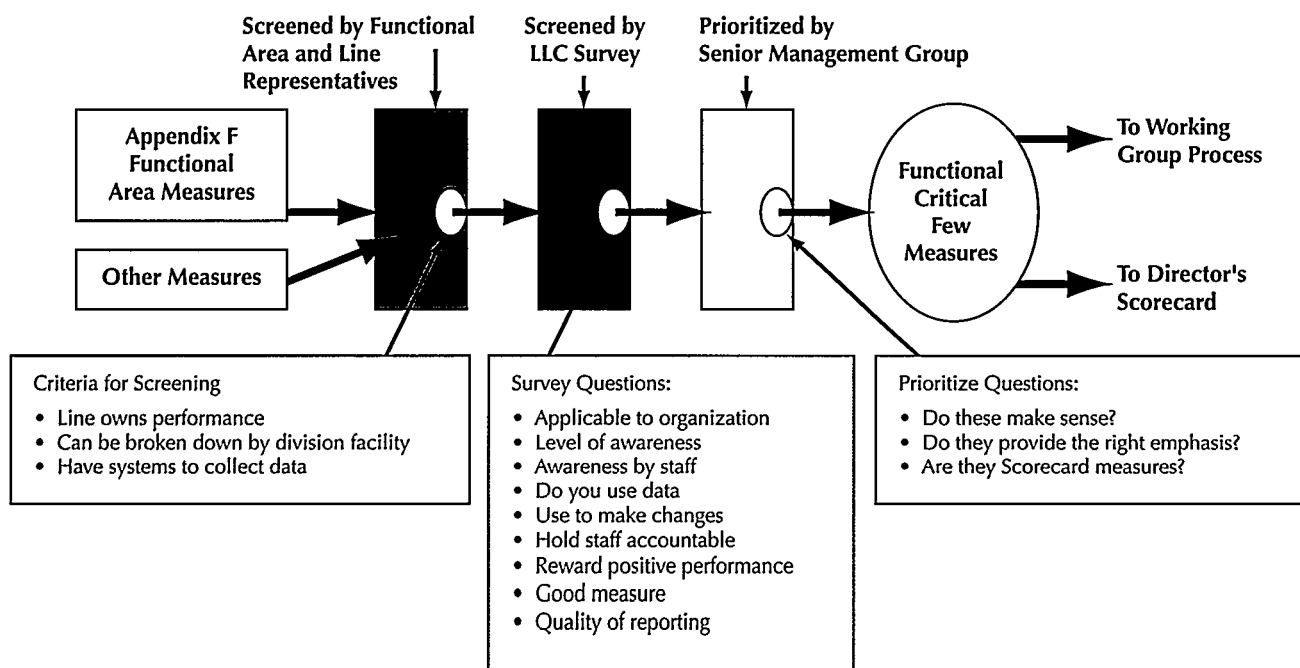 Screened by Functional
Area and Line
Representatives
Screened by
LLC Survey
Prioritized by
Senior Management Group
Appendix F
Functional
Area Measures
Other Measures
Functional
Critical
Few
Measures
To Working
Group Process
To Director's
Scorecard
Criteria for Screening
• Line owns performance
• Can be broken down by division facility
• Have systems to collect data
Survey Questions:
• Applicable to organization
• Level of awareness
• Awareness by staff
• Do you use data
• Use to make changes
• Hold staff accountable
• Reward positive performance
• Good measure
• Quality of reporting
Prioritize Questions:
• Do these make sense?
• Do they provide the right emphasis?
• Are they Scorecard measures?